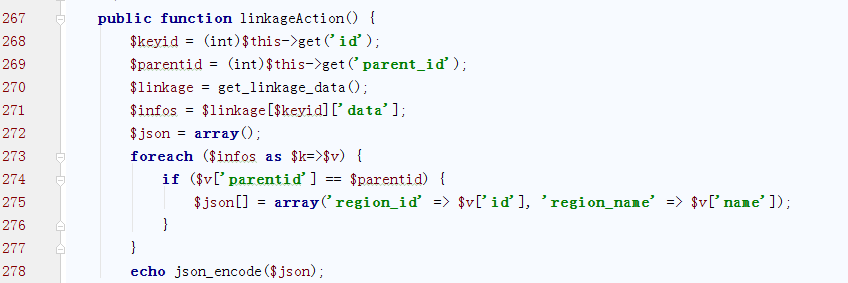 267 public function linkageAction() {
268 $keyid = (int)$this->get('id');
269 $parentid = (int)$this->get('parent_id');
270 $linkage = get_linkage_data();
271 $infos = $linkage[$keyid]['data'];
272 $json = array();
273 foreach ($infos as $k=>$v) {
274 if ($v['parentid'] == $parentid) {
275 $json[] = array('region_id' => $v['id'], 'region_name' => $v['name']);
276 }
277 }
278 echo json_encode($json);